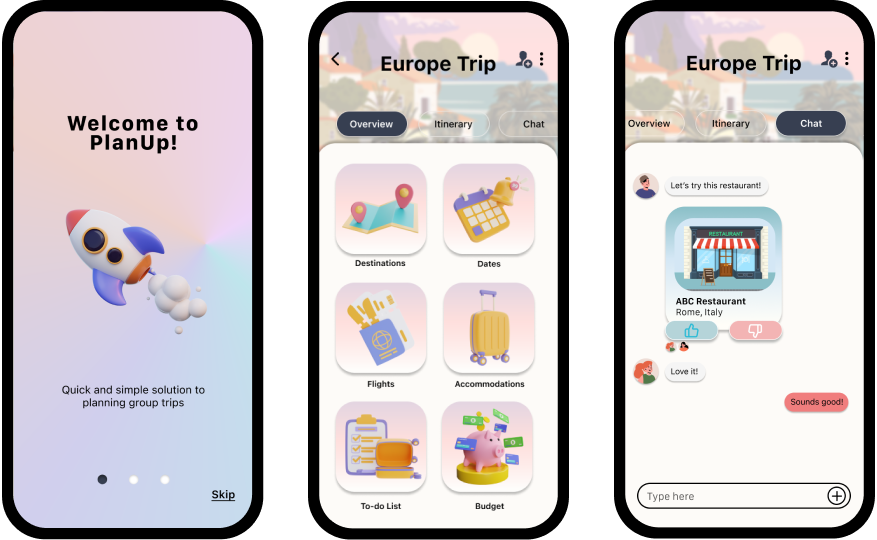 Welcome to
PlanUp!
Quick and simple solution to
planning group trips
Skip
Europe Trip
Overview Itinerary Chat
Destinations Dates
Flights Accommodations
To-do List Budget
Europe Trip
Overview Itinerary Chat
Let's try this restaurant!
RESTAURANT
ABC Restaurant
Rome, Italy
Love it!
Sounds good!
Type here